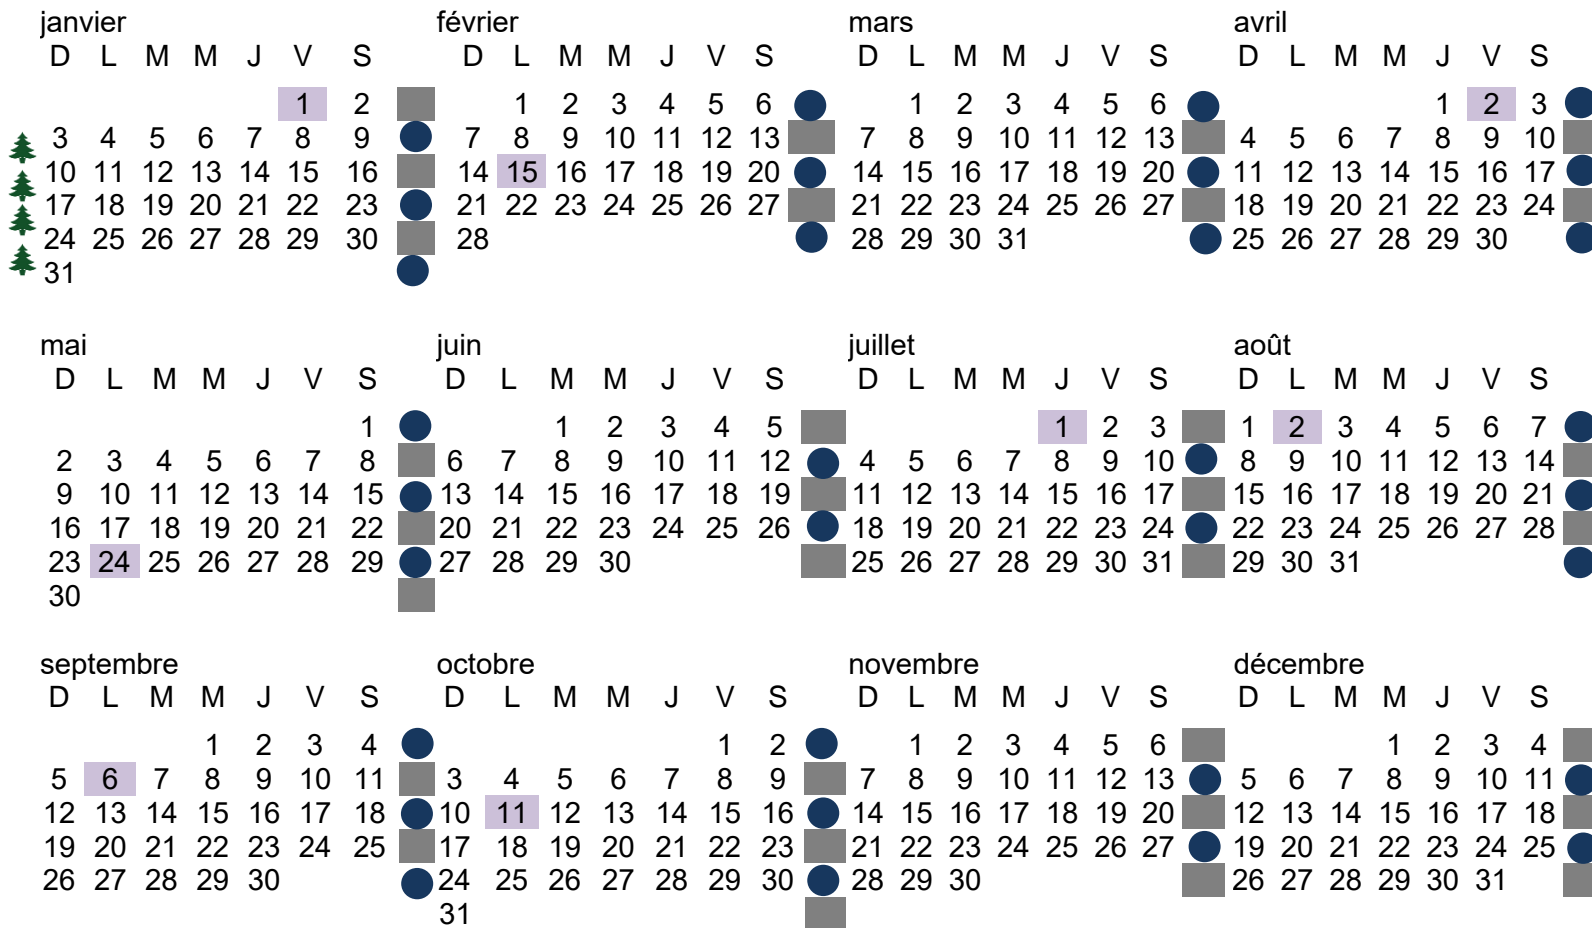 janvier février mars avril
D L M M J V S D L M M J V S D L M M J V S D L M M J V S
1 2 1 2 3 4 5 6 1 2 3 4 5 6 1 2 3
3 4 5 6 7 8 9 7 8 9 10 11 12 13 7 8 9 10 11 12 13 4 5 6 7 8 9 10
10 11 12 13 14 15 16 14 15 16 17 18 19 20 14 15 16 17 18 19 20 11 12 13 14 15 16 17
17 18 19 20 21 22 23 21 22 23 24 25 26 27 21 22 23 24 25 26 27 18 19 20 21 22 23 24
24 25 26 27 28 29 30 28 28 29 30 31 25 26 27 28 29 30
31
mai juin juillet août
D L M M J V S D L M M J V S D L M M J V S D L M M J V S
1 1 2 3 4 5 1 2 3 1 2 3 4 5 6 7
2 3 4 5 6 7 8 6 7 8 9 10 11 12 4 5 6 7 8 9 10 8 9 10 11 12 13 14
9 10 11 12 13 14 15 13 14 15 16 17 18 19 11 12 13 14 15 16 17 15 16 17 18 19 20 21
16 17 18 19 20 21 22 20 21 22 23 24 25 26 18 19 20 21 22 23 24 22 23 24 25 26 27 28
23 24 25 26 27 28 29 27 28 29 30 25 26 27 28 29 30 31 29 30 31
30
septembre octobre novembre décembre
D L M M J V S D L M M J V S D L M M J V S D L M M J V S
1 2 3 4 1 2 1 2 3 4 5 6 1 2 3 4
5 6 7 8 9 10 11 3 4 5 6 7 8 9 7 8 9 10 11 12 13 5 6 7 8 9 10 11
12 13 14 15 16 17 18 10 11 12 13 14 15 16 14 15 16 17 18 19 20 12 13 14 15 16 17 18
19 20 21 22 23 24 25 17 18 19 20 21 22 23 21 22 23 24 25 26 27 19 20 21 22 23 24 25
26 27 28 29 30 24 25 26 27 28 29 30 28 29 30 26 27 28 29 30 31
31